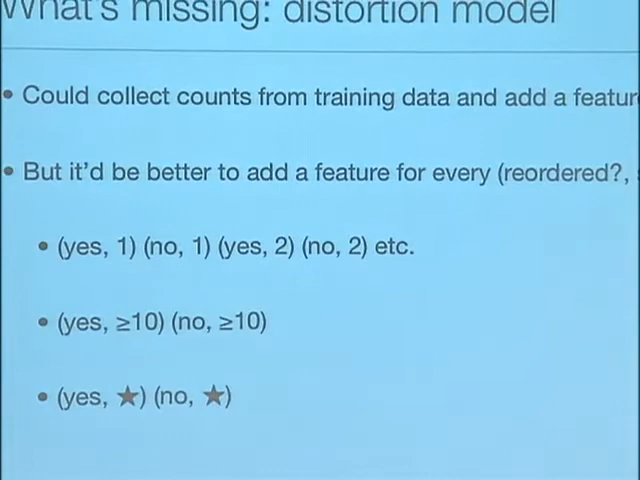 What's missing: distortion model
• Could collect counts from training data and add a featur
• But it'd be better to add a feature for every (reordered?,
• (yes, 1) (no, 1) (yes, 2) (no, 2) etc.
• (yes, ≥10) (no, ≥10)
• (yes, ★) (no, ★)